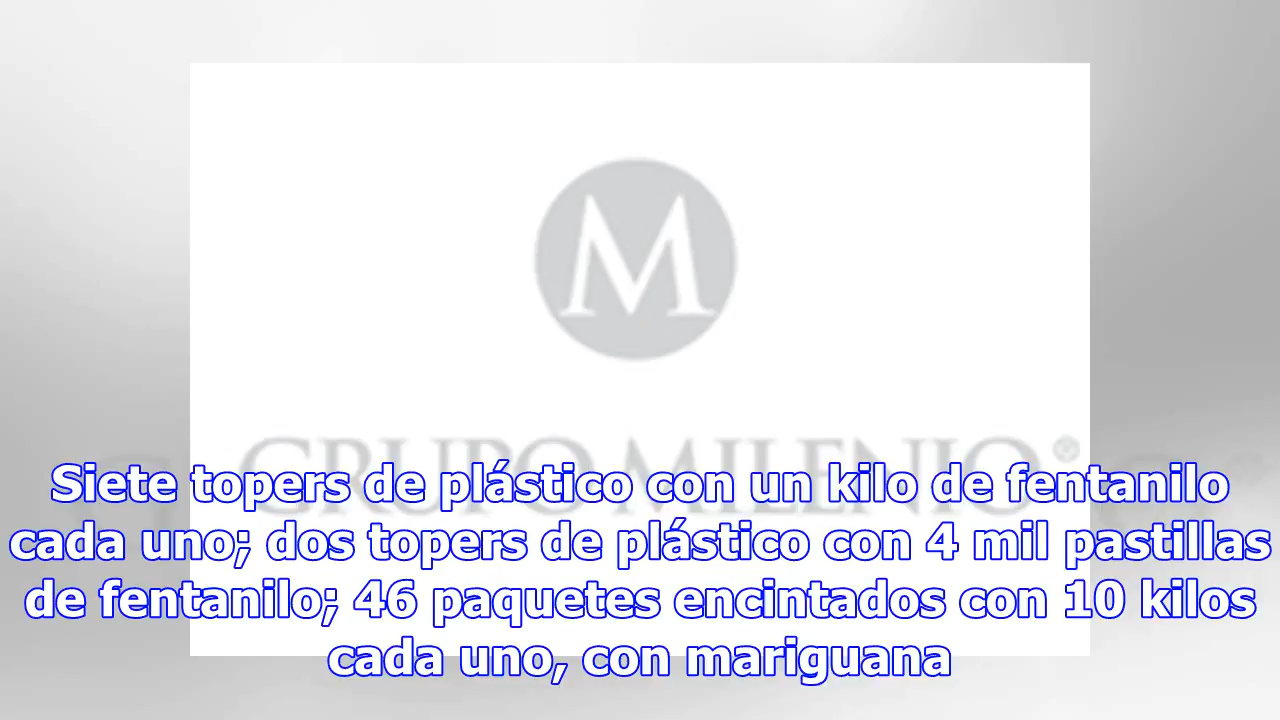 M
GRUPO MILENIO®
Siete topers de plástico con un kilo de fentanilo
cada uno; dos topers de plástico con 4 mil pastillas
de fentanilo; 46 paquetes encintados con 10 kilos
cada uno, con mariguana